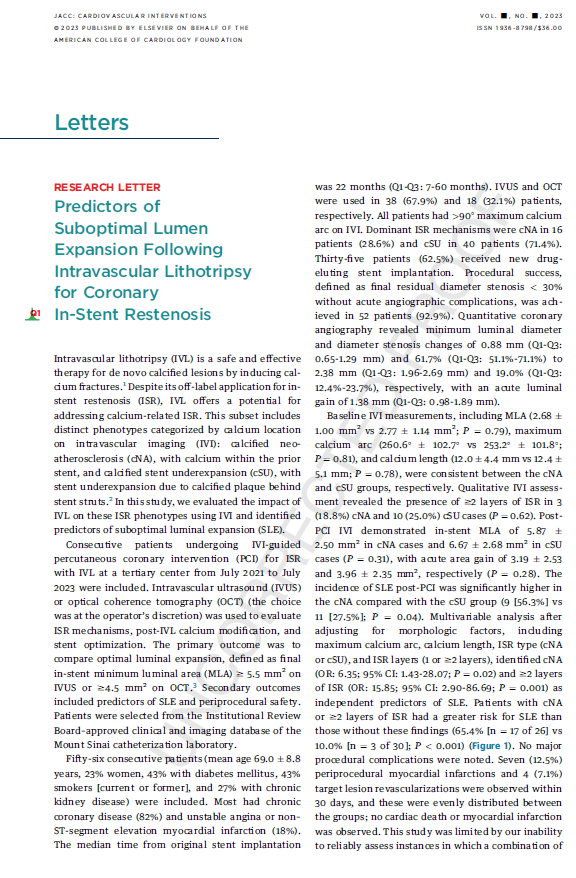 JACC: CARDIOVASCULAR INTERVENTIONS
© 2023 PUBLISHED BY ELSEVIER ON BEHALF OF THE
AMERICAN COLLEGE OF CARDIOLOGY FOUNDATION
VOL. ■, NO. ■, 2023
ISSN 1936-8798/$36.00
Letters
RESEARCH LETTER
Predictors of
Suboptimal Lumen
Expansion Following
Intravascular Lithotripsy
for Coronary
Q1 In-Stent Restenosis
Intravascular lithotripsy (IVL) is a safe and effective
therapy for de novo calcified lesions by inducing cal-
cium fractures.¹ Despite its off-label application for in-
stent restenosis (ISR), IVL offers a potential for
addressing calcium-related ISR. This subset includes
distinct phenotypes categorized by calcium location
on intravascular imaging (IVI): calcified neo-
atherosclerosis (cNA), with calcium within the prior
stent, and calcified stent underexpansion (cSU), with
stent underexpansion due to calcified plaque behind
stent struts.² In this study, we evaluated the impact of
IVL on these ISR phenotypes using IVI and identified
predictors of suboptimal luminal expansion (SLE).
Consecutive patients undergoing IVI-guided
percutaneous coronary intervention (PCI) for ISR
with IVL at a tertiary center from July 2021 to July
2023 were included. Intravascular ultrasound (IVUS)
or optical coherence tomography (OCT) (the choice
was at the operator's discretion) was used to evaluate
ISR mechanisms, post-IVL calcium modification, and
stent optimization. The primary outcome was to
compare optimal luminal expansion, defined as final
in-stent minimum luminal area (MLA) ≥ 5.5 mm² on
IVUS or ≥4.5 mm² on OCT.³ Secondary outcomes
included predictors of SLE and periprocedural safety.
Patients were selected from the Institutional Review
Board-approved clinical and imaging database of the
Mount Sinai catheterization laboratory.
Fifty-six consecutive patients (mean age 69.0 ± 8.8
years, 23% women, 43% with diabetes mellitus, 43%
smokers [current or former], and 27% with chronic
kidney disease) were included. Most had chronic
coronary disease (82%) and unstable angina or non-
ST-segment elevation myocardial infarction (18%).
The median time from original stent implantation
was 22 months (Q1-Q3: 7-60 months). IVUS and OCT
were used in 38 (67.9%) and 18 (32.1%) patients,
respectively. All patients had >90° maximum calcium
arc on IVI. Dominant ISR mechanisms were cNA in 16
patients (28.6%) and cSU in 40 patients (71.4%).
Thirty-five patients (62.5%) received new drug-
eluting stent implantation. Procedural success,
defined as final residual diameter stenosis < 30%
without acute angiographic complications, was ach-
ieved in 52 patients (92.9%). Quantitative coronary
angiography revealed minimum luminal diameter
and diameter stenosis changes of 0.88 mm (Q1-Q3:
0.65-1.29 mm) and 61.7% (Q1-Q3: 51.1%-71.1%) to
2.38 mm (Q1-Q3: 1.96-2.69 mm) and 19.0% (Q1-Q3:
12.4%-23.7%), respectively, with an acute luminal
gain of 1.38 mm (Q1-Q3: 0.98-1.89 mm).
Baseline IVI measurements, including MLA (2.68 ±
1.00 mm² vs 2.77 ± 1.14 mm²; P = 0.79), maximum
calcium arc (260.6° ± 102.7° vs 253.2° ± 101.8°;
P = 0.81), and calcium length (12.0 ± 4.4 mm vs 12.4 ±
5.1 mm; P = 0.78), were consistent between the cNA
and cSU groups, respectively. Qualitative IVI assess-
ment revealed the presence of ≥2 layers of ISR in 3
(18.8%) cNA and 10 (25.0%) cSU cases (P = 0.62). Post-
PCI IVI demonstrated in-stent MLA of 5.87 ±
2.50 mm² in cNA cases and 6.67 ± 2.68 mm² in cSU
cases (P = 0.31), with acute area gain of 3.19 ± 2.53
and 3.96 ± 2.35 mm², respectively (P = 0.28). The
incidence of SLE post-PCI was significantly higher in
the cNA compared with the cSU group (9 [56.3%] vs
11 [27.5%]; P = 0.04). Multivariable analysis after
adjusting for morphologic factors, including
maximum calcium arc, calcium length, ISR type (cNA
or cSU), and ISR layers (1 or ≥2 layers), identified cNA
(OR: 6.35; 95% CI: 1.43-28.07; P = 0.02) and ≥2 layers
of ISR (OR: 15.85; 95% CI: 2.90-86.69; P = 0.001) as
independent predictors of SLE. Patients with cNA
or ≥2 layers of ISR had a greater risk for SLE than
those without these findings (65.4% [n = 17 of 26] vs
10.0% [n = 3 of 30]; P < 0.001) (Figure 1). No major
procedural complications were noted. Seven (12.5%)
periprocedural myocardial infarctions and 4 (7.1%)
target lesion revascularizations were observed within
30 days, and these were evenly distributed between
the groups; no cardiac death or myocardial infarction
was observed. This study was limited by our inability
to reliably assess instances in which a combination of
UNCORRECTED PROOF